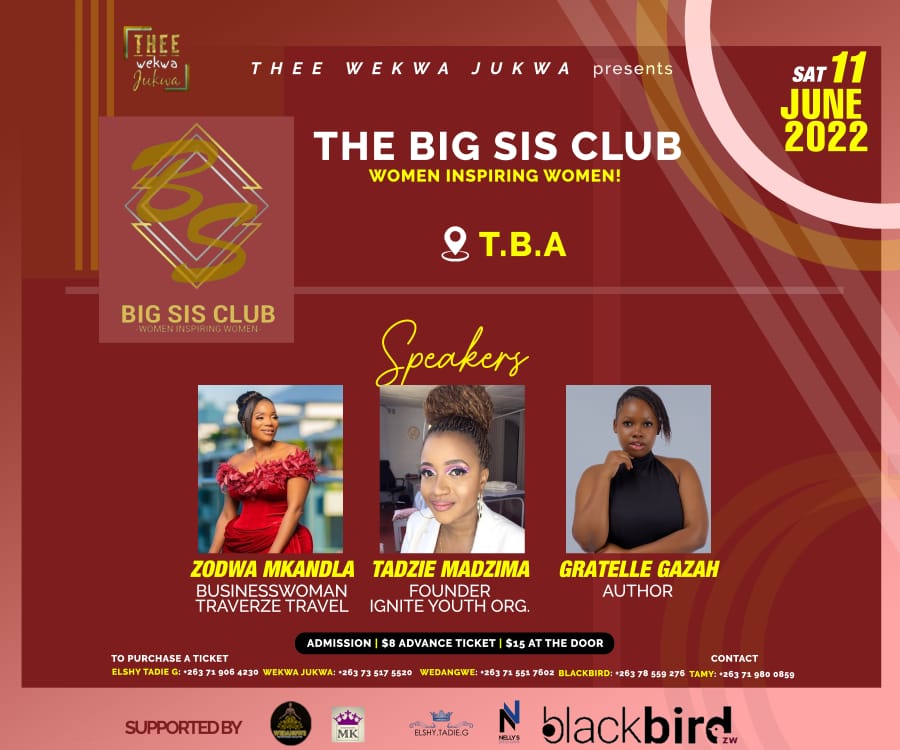 THEE
wekwa
Jukwa
THEE WEKWA JUKWA presents
SAT 11
JUNE
2022
THE BIG SIS CLUB
WOMEN INSPIRING WOMEN!
T.B.A
BS
BIG SIS CLUB
-WOMEN INSPIRING WOMEN-
Speakers
ZODWA MKANDLA
BUSINESSWOMAN
TRAVERZE TRAVEL
TADZIE MADZIMA
FOUNDER
IGNITE YOUTH ORG.
GRATELLE GAZAH
AUTHOR
ADMISSION | $8 ADVANCE TICKET | $15 AT THE DOOR
TO PURCHASE A TICKET
CONTACT
ELSHY TADIE G: +263 71 906 4230 WEKWA JUKWA: +263 73 517 5520 WEDANGWE: +263 71 551 7602 BLACKBIRD: +263 78 559 276 TAMY: +263 71 980 0859
SUPPORTED BY
WEDANGWE
MK
ELSHY.TADIE.G
N
NELLY'S
blackbird.zw